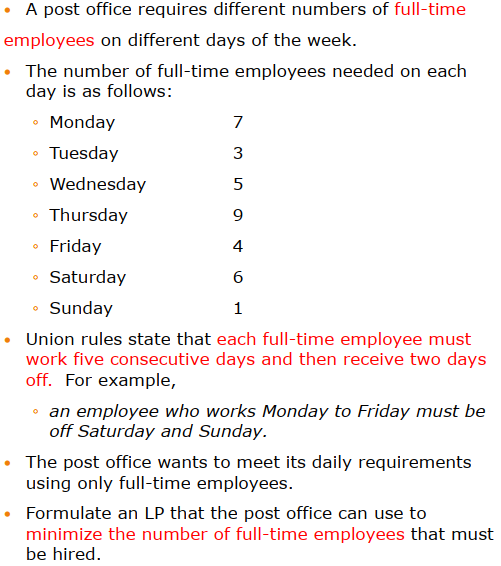 • A post office requires different numbers of full-time
employees on different days of the week.
• The number of full-time employees needed on each
day is as follows:
◦ Monday 7
◦ Tuesday 3
◦ Wednesday 5
◦ Thursday 9
◦ Friday 4
◦ Saturday 6
◦ Sunday 1
• Union rules state that each full-time employee must
work five consecutive days and then receive two days
off. For example,
◦ an employee who works Monday to Friday must be
off Saturday and Sunday.
• The post office wants to meet its daily requirements
using only full-time employees.
• Formulate an LP that the post office can use to
minimize the number of full-time employees that must
be hired.